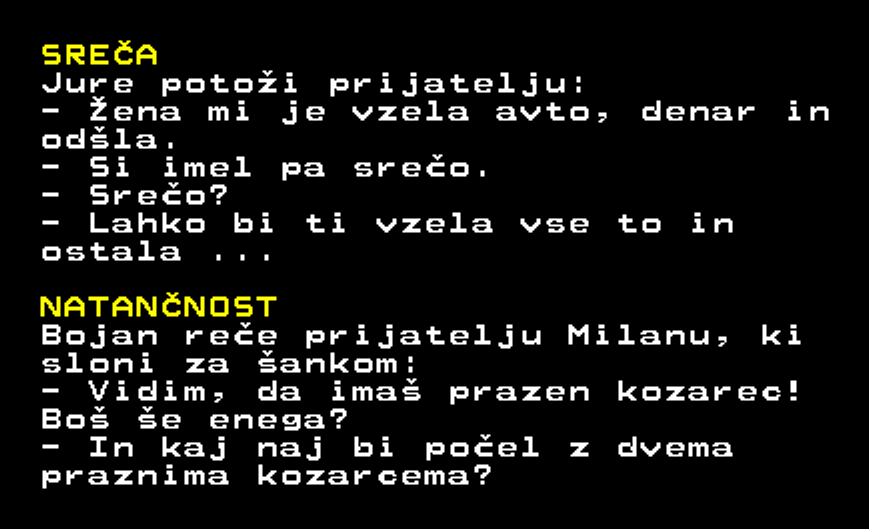 SREČA
Jure potoži prijatelju:
- Žena mi je vzela avto, denar in
odšla.
- Si imel pa srečo.
- Srečo?
- Lahko bi ti vzela vse to in
ostala ...
NATANČNOST
Bojan reče prijatelju Milanu, ki
sloni za šankom:
- Vidim, da imaš prazen kozarec!
Boš še enega?
- In kaj naj bi počel z dvema
praznima kozarcema?